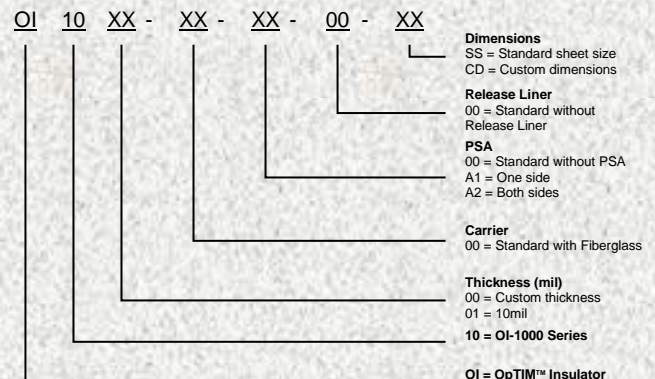 OI 10 XX - XX - XX - 00 - XX
Dimensions
SS = Standard sheet size
CD = Custom dimensions
Release Liner
00 = Standard without
Release Liner
PSA
00 = Standard without PSA
A1 = One side
A2 = Both sides
Carrier
00 = Standard with Fiberglass
Thickness (mil)
00 = Custom thickness
01 = 10mil
10 = OI-1000 Series
OI = OpTIM™ Insulator